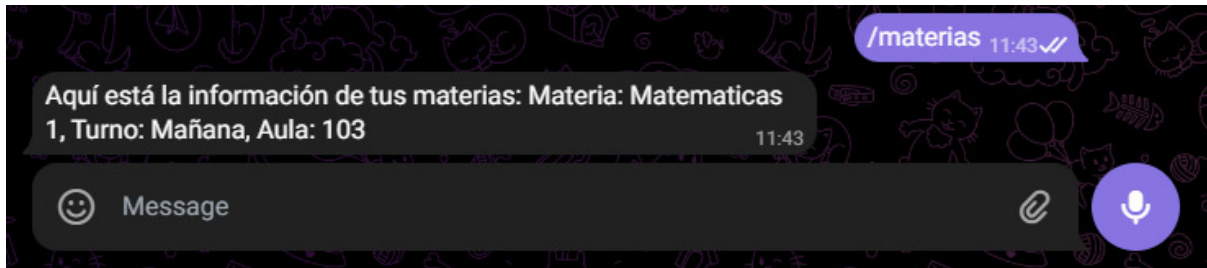 /materias 11:43
Aquí está la información de tus materias: Materia: Matematicas
1, Turno: Mañana, Aula: 103
11:43
Message